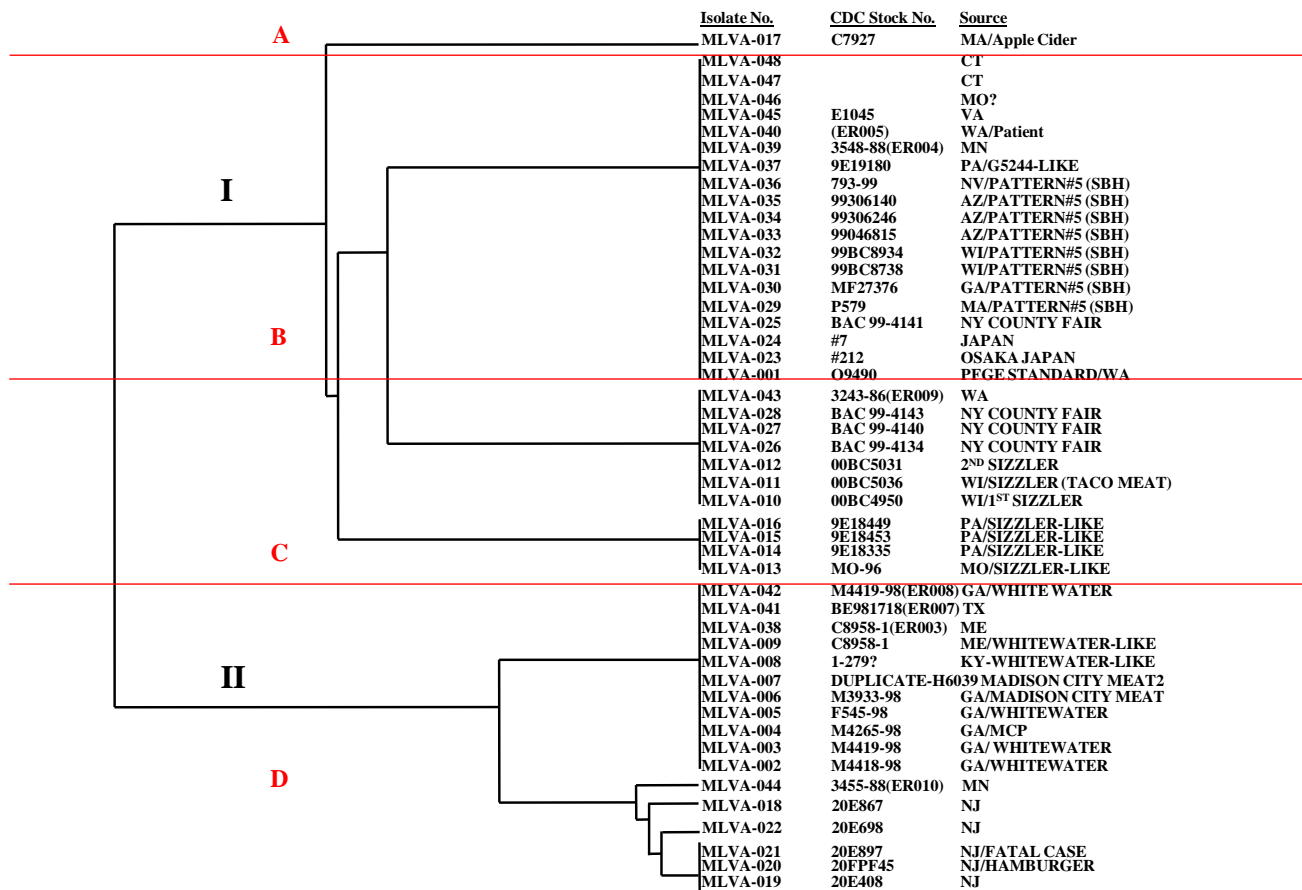 Isolate No. CDC Stock No. Source
A
MLVA-017 C7927 MA/Apple Cider
MLVA-048 CT
MLVA-047 CT
MLVA-046 MO?
MLVA-045 E1045 VA
MLVA-040 (ER005) WA/Patient
MLVA-039 3548-88(ER004) MN
MLVA-037 9E19180 PA/G5244-LIKE
I
MLVA-036 793-99 NV/PATTERN#5 (SBH)
MLVA-035 99306140 AZ/PATTERN#5 (SBH)
MLVA-034 99306246 AZ/PATTERN#5 (SBH)
MLVA-033 99046815 AZ/PATTERN#5 (SBH)
MLVA-032 99BC8934 WI/PATTERN#5 (SBH)
MLVA-031 99BC8738 WI/PATTERN#5 (SBH)
MLVA-030 MF27376 GA/PATTERN#5 (SBH)
MLVA-029 P579 MA/PATTERN#5 (SBH)
MLVA-025 BAC 99-4141 NY COUNTY FAIR
B
MLVA-024 #7 JAPAN
MLVA-023 #212 OSAKA JAPAN
MLVA-001 O9490 PFGE STANDARD/WA
MLVA-043 3243-86(ER009) WA
MLVA-028 BAC 99-4143 NY COUNTY FAIR
MLVA-027 BAC 99-4140 NY COUNTY FAIR
MLVA-026 BAC 99-4134 NY COUNTY FAIR
MLVA-012 00BC5031 2ND SIZZLER
MLVA-011 00BC5036 WI/SIZZLER (TACO MEAT)
MLVA-010 00BC4950 WI/1ST SIZZLER
MLVA-016 9E18449 PA/SIZZLER-LIKE
MLVA-015 9E18453 PA/SIZZLER-LIKE
C
MLVA-014 9E18335 PA/SIZZLER-LIKE
MLVA-013 MO-96 MO/SIZZLER-LIKE
MLVA-042 M4419-98(ER008) GA/WHITE WATER
MLVA-041 BE981718(ER007) TX
MLVA-038 C8958-1(ER003) ME
MLVA-009 C8958-1 ME/WHITEWATER-LIKE
MLVA-008 1-279? KY-WHITEWATER-LIKE
II
MLVA-007 DUPLICATE-H6039 MADISON CITY MEAT2
MLVA-006 M3933-98 GA/MADISON CITY MEAT
MLVA-005 F545-98 GA/WHITEWATER
MLVA-004 M4265-98 GA/MCP
MLVA-003 M4419-98 GA/ WHITEWATER
MLVA-002 M4418-98 GA/WHITEWATER
D
MLVA-044 3455-88(ER010) MN
MLVA-018 20E867 NJ
MLVA-022 20E698 NJ
MLVA-021 20E897 NJ/FATAL CASE
MLVA-020 20FPF45 NJ/HAMBURGER
MLVA-019 20E408 NJ